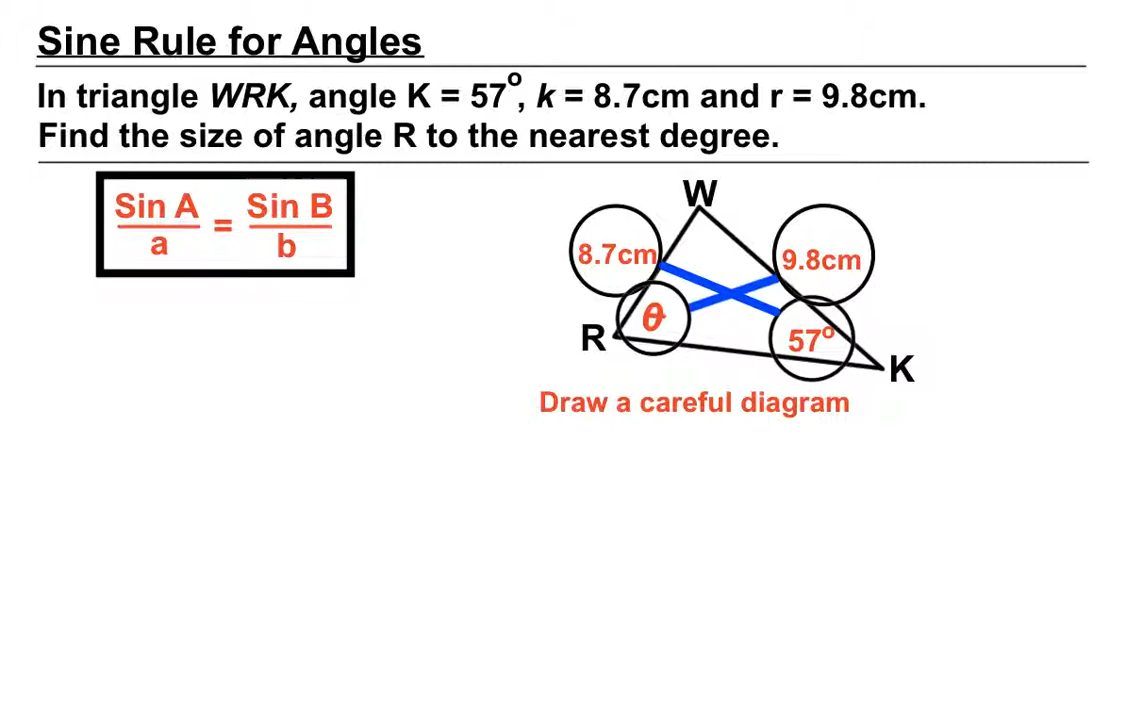 Sine Rule for Angles
In triangle WRK, angle K = 57°, k = 8.7cm and r = 9.8cm.
Find the size of angle R to the nearest degree.
Sin A / a = Sin B / b
W
8.7cm
9.8cm
R
θ
57°
K
Draw a careful diagram